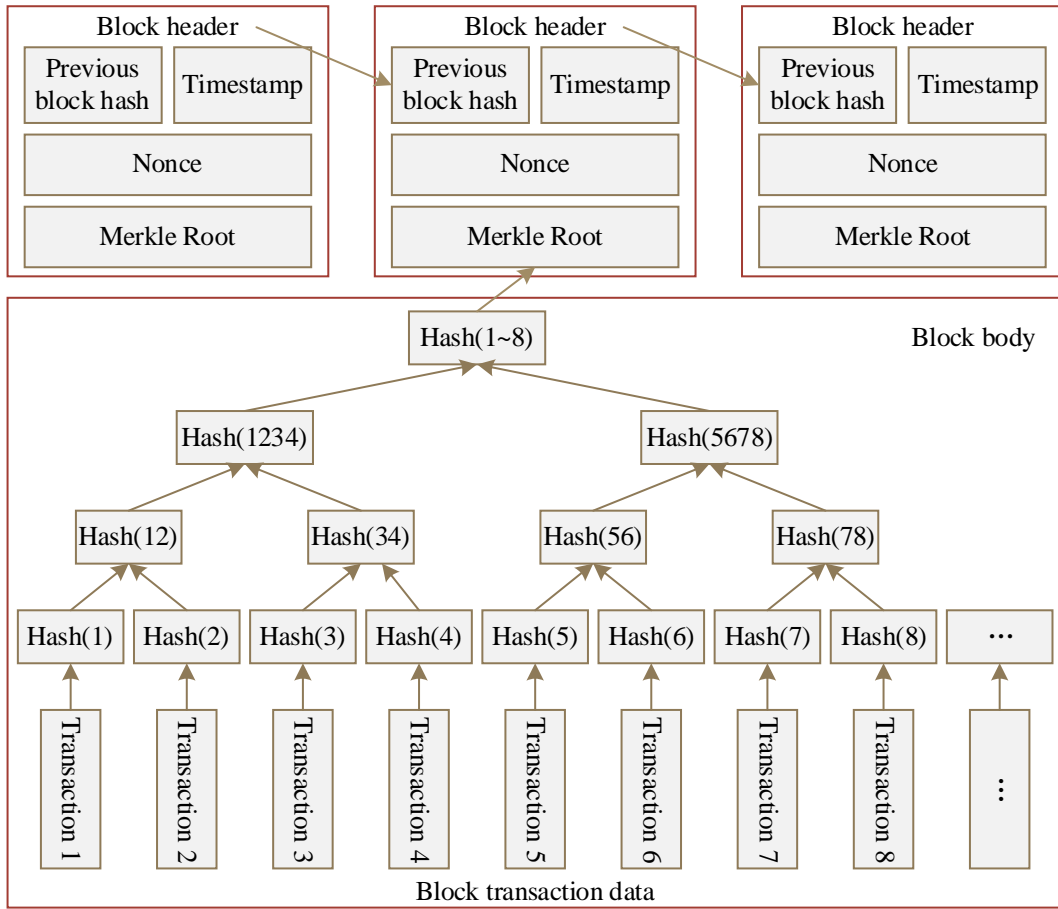 Block header
Previous
block hash
Timestamp
Nonce
Merkle Root
Block header
Previous
block hash
Timestamp
Nonce
Merkle Root
Block header
Previous
block hash
Timestamp
Nonce
Merkle Root
Hash(1~8)
Block body
Hash(1234)
Hash(5678)
Hash(12)
Hash(34)
Hash(56)
Hash(78)
Hash(1)
Hash(2)
Hash(3)
Hash(4)
Hash(5)
Hash(6)
Hash(7)
Hash(8)
...
Transaction 1
Transaction 2
Transaction 3
Transaction 4
Transaction 5
Transaction 6
Transaction 7
Transaction 8
...
Block transaction data